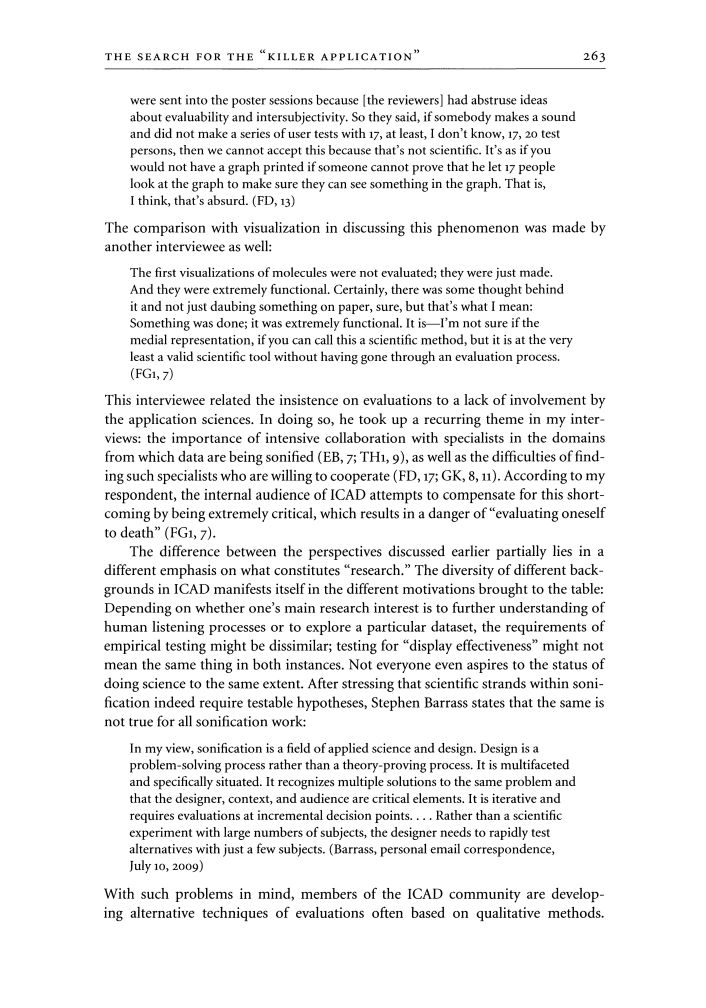 THE SEARCH FOR THE “KILLER APPLICATION” 263
were sent into the poster sessions because [the reviewers] had abstruse ideas
about evaluability and intersubjectivity. So they said, if somebody makes a sound
and did not make a series of user tests with 17, at least, I don’t know, 17, 20 test
persons, then we cannot accept this because that’s not scientific. It’s as if you
would not have a graph printed if someone cannot prove that he let 17 people
look at the graph to make sure they can see something in the graph. That is,
I think, that’s absurd. (FD, 13)
The comparison with visualization in discussing this phenomenon was made by
another interviewee as well:
The first visualizations of molecules were not evaluated; they were just made.
And they were extremely functional. Certainly, there was some thought behind
it and not just daubing something on paper, sure, but that’s what I mean:
Something was done; it was extremely functional. It is—I’m not sure if the
medial representation, if you can call this a scientific method, but it is at the very
least a valid scientific tool without having gone through an evaluation process.
(FG1, 7)
This interviewee related the insistence on evaluations to a lack of involvement by
the application sciences. In doing so, he took up a recurring theme in my inter-
views: the importance of intensive collaboration with specialists in the domains
from which data are being sonified (EB, 7; TH1, 9), as well as the difficulties of find-
ing such specialists who are willing to cooperate (FD, 17; GK, 8, 11). According to my
respondent, the internal audience of ICAD attempts to compensate for this short-
coming by being extremely critical, which results in a danger of “evaluating oneself
to death” (FG1, 7).
The difference between the perspectives discussed earlier partially lies in a
different emphasis on what constitutes “research.” The diversity of different back-
grounds in ICAD manifests itself in the different motivations brought to the table:
Depending on whether one’s main research interest is to further understanding of
human listening processes or to explore a particular dataset, the requirements of
empirical testing might be dissimilar; testing for “display effectiveness” might not
mean the same thing in both instances. Not everyone even aspires to the status of
doing science to the same extent. After stressing that scientific strands within soni-
fication indeed require testable hypotheses, Stephen Barrass states that the same is
not true for all sonification work:
In my view, sonification is a field of applied science and design. Design is a
problem-solving process rather than a theory-proving process. It is multifaceted
and specifically situated. It recognizes multiple solutions to the same problem and
that the designer, context, and audience are critical elements. It is iterative and
requires evaluations at incremental decision points. . . . Rather than a scientific
experiment with large numbers of subjects, the designer needs to rapidly test
alternatives with just a few subjects. (Barrass, personal email correspondence,
July 10, 2009)
With such problems in mind, members of the ICAD community are develop-
ing alternative techniques of evaluations often based on qualitative methods.